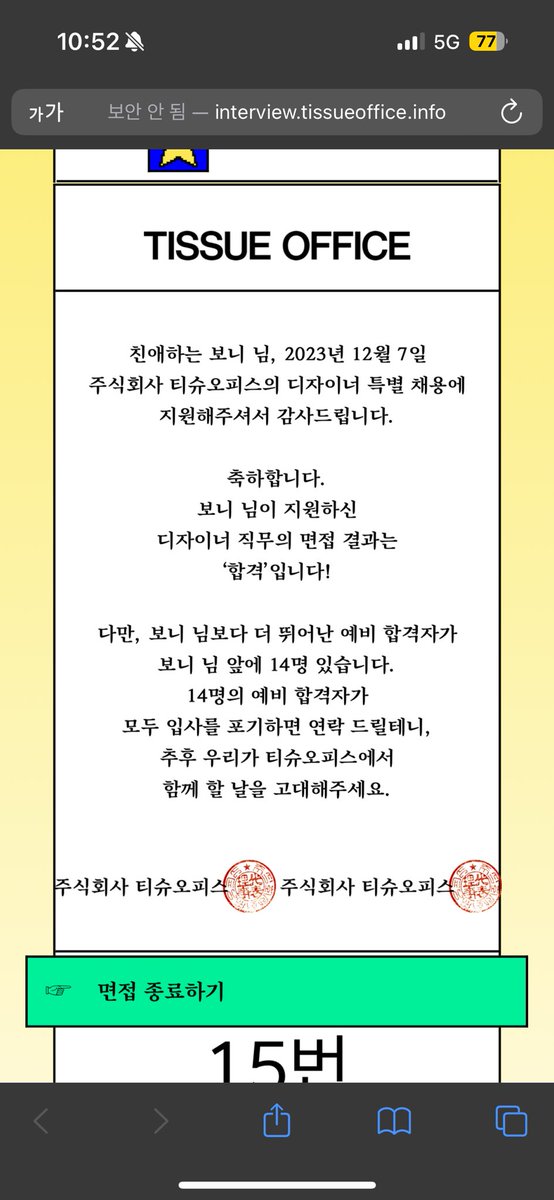 10:52
5G
77
가가
보안 안 됨 — interview.tissueoffice.info
TISSUE OFFICE
친애하는 보니 님, 2023년 12월 7일
주식회사 티슈오피스의 디자이너 특별 채용에
지원해주셔서 감사드립니다.
축하합니다.
보니 님이 지원하신
디자이너 직무의 면접 결과는
‘합격’입니다!
다만, 보니 님보다 더 뛰어난 예비 합격자가
보니 님 앞에 14명 있습니다.
14명의 예비 합격자가
모두 입사를 포기하면 연락 드릴테니,
추후 우리가 티슈오피스에서
함께 할 날을 고대해주세요.
주식회사 티슈오피스 주식회사 티슈오피스
☞ 면접 종료하기
15번